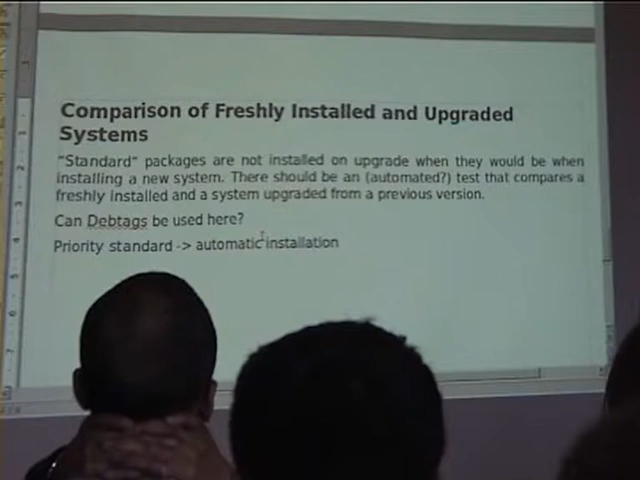 Comparison of Freshly Installed and Upgraded
Systems
"Standard" packages are not installed on upgrade when they would be when
installing a new system. There should be an (automated?) test that compares a
freshly installed and a system upgraded from a previous version.
Can Debtags be used here?
Priority standard -> automatic installation